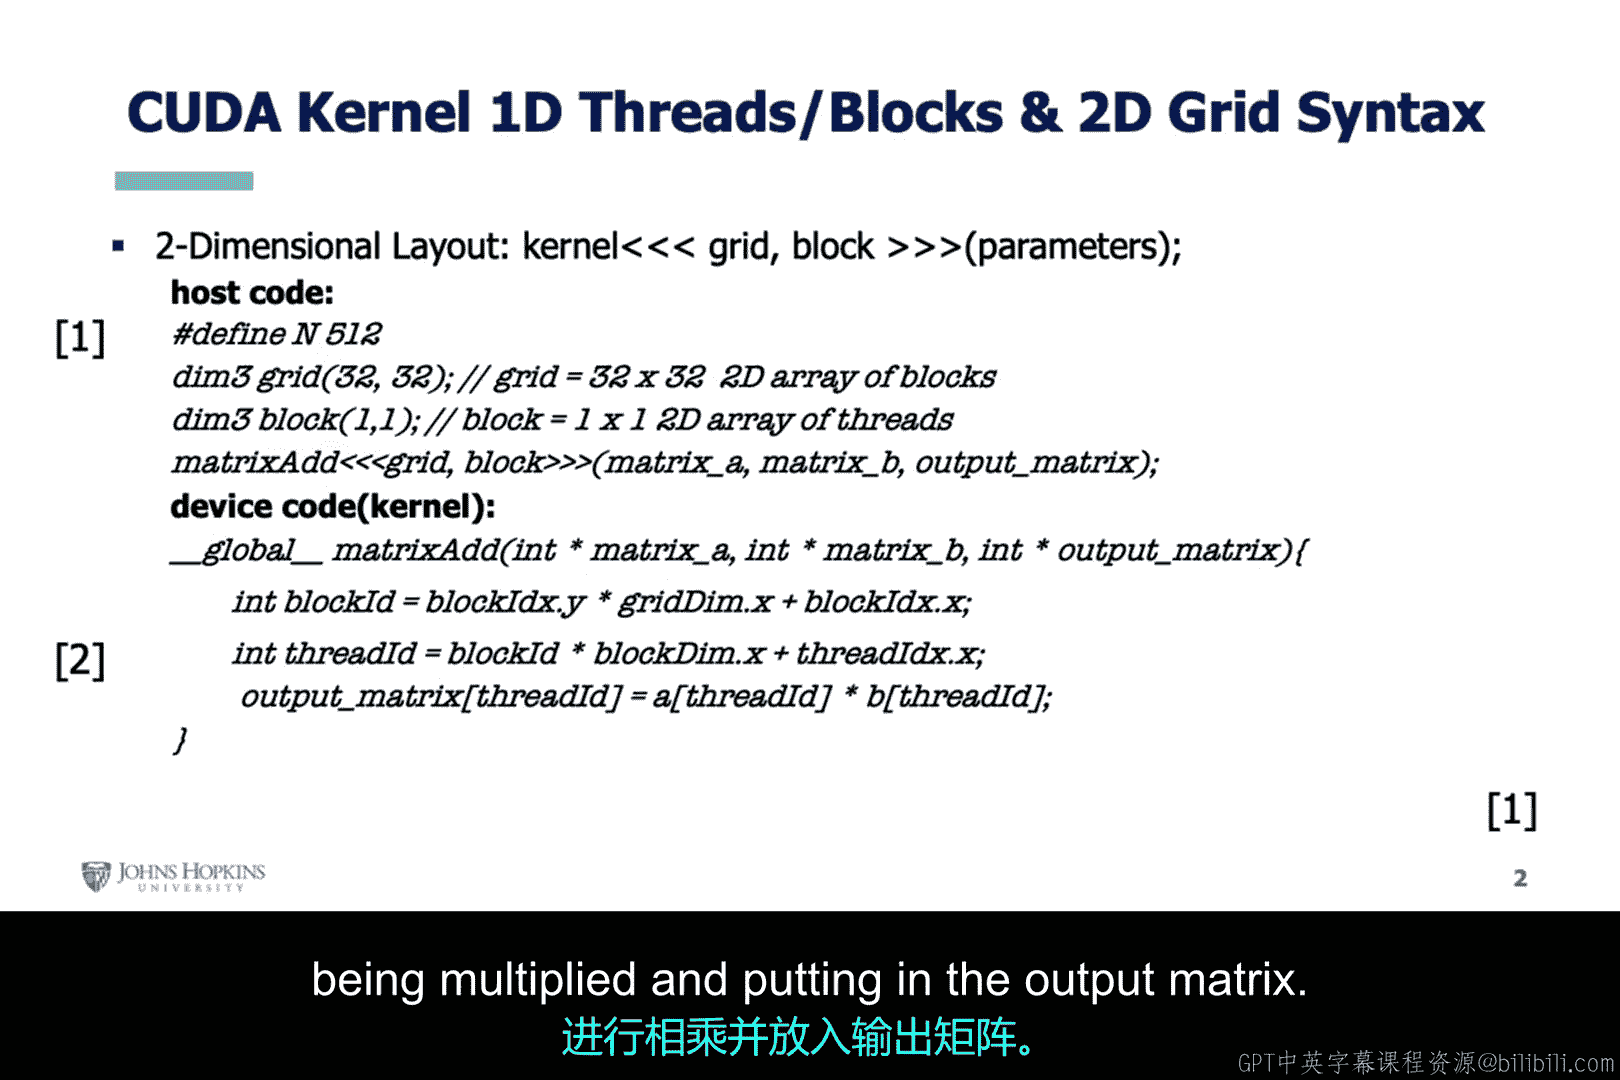 CUDA Kernel 1D Threads/Blocks & 2D Grid Syntax
▪ 2-Dimensional Layout: kernel<<< grid, block >>>(parameters);
host code:
[1]
#define N 512
dim3 grid(32, 32); // grid = 32 x 32 2D array of blocks
dim3 block(1,1); // block = 1 x 1 2D array of threads
matrixAdd<<<grid, block>>>(matrix_a, matrix_b, output_matrix);
device code(kernel):
__global__ matrixAdd(int * matrix_a, int * matrix_b, int * output_matrix){
int blockId = blockIdx.y * gridDim.x + blockIdx.x;
[2]
int threadId = blockId * blockDim.x + threadIdx.x;
output_matrix[threadId] = a[threadId] * b[threadId];
}
[1]
JOHNS HOPKINS
UNIVERSITY
2
being multiplied and putting in the output matrix.
进行相乘并放入输出矩阵。
GPT中英字幕课程资源@bilibili.com